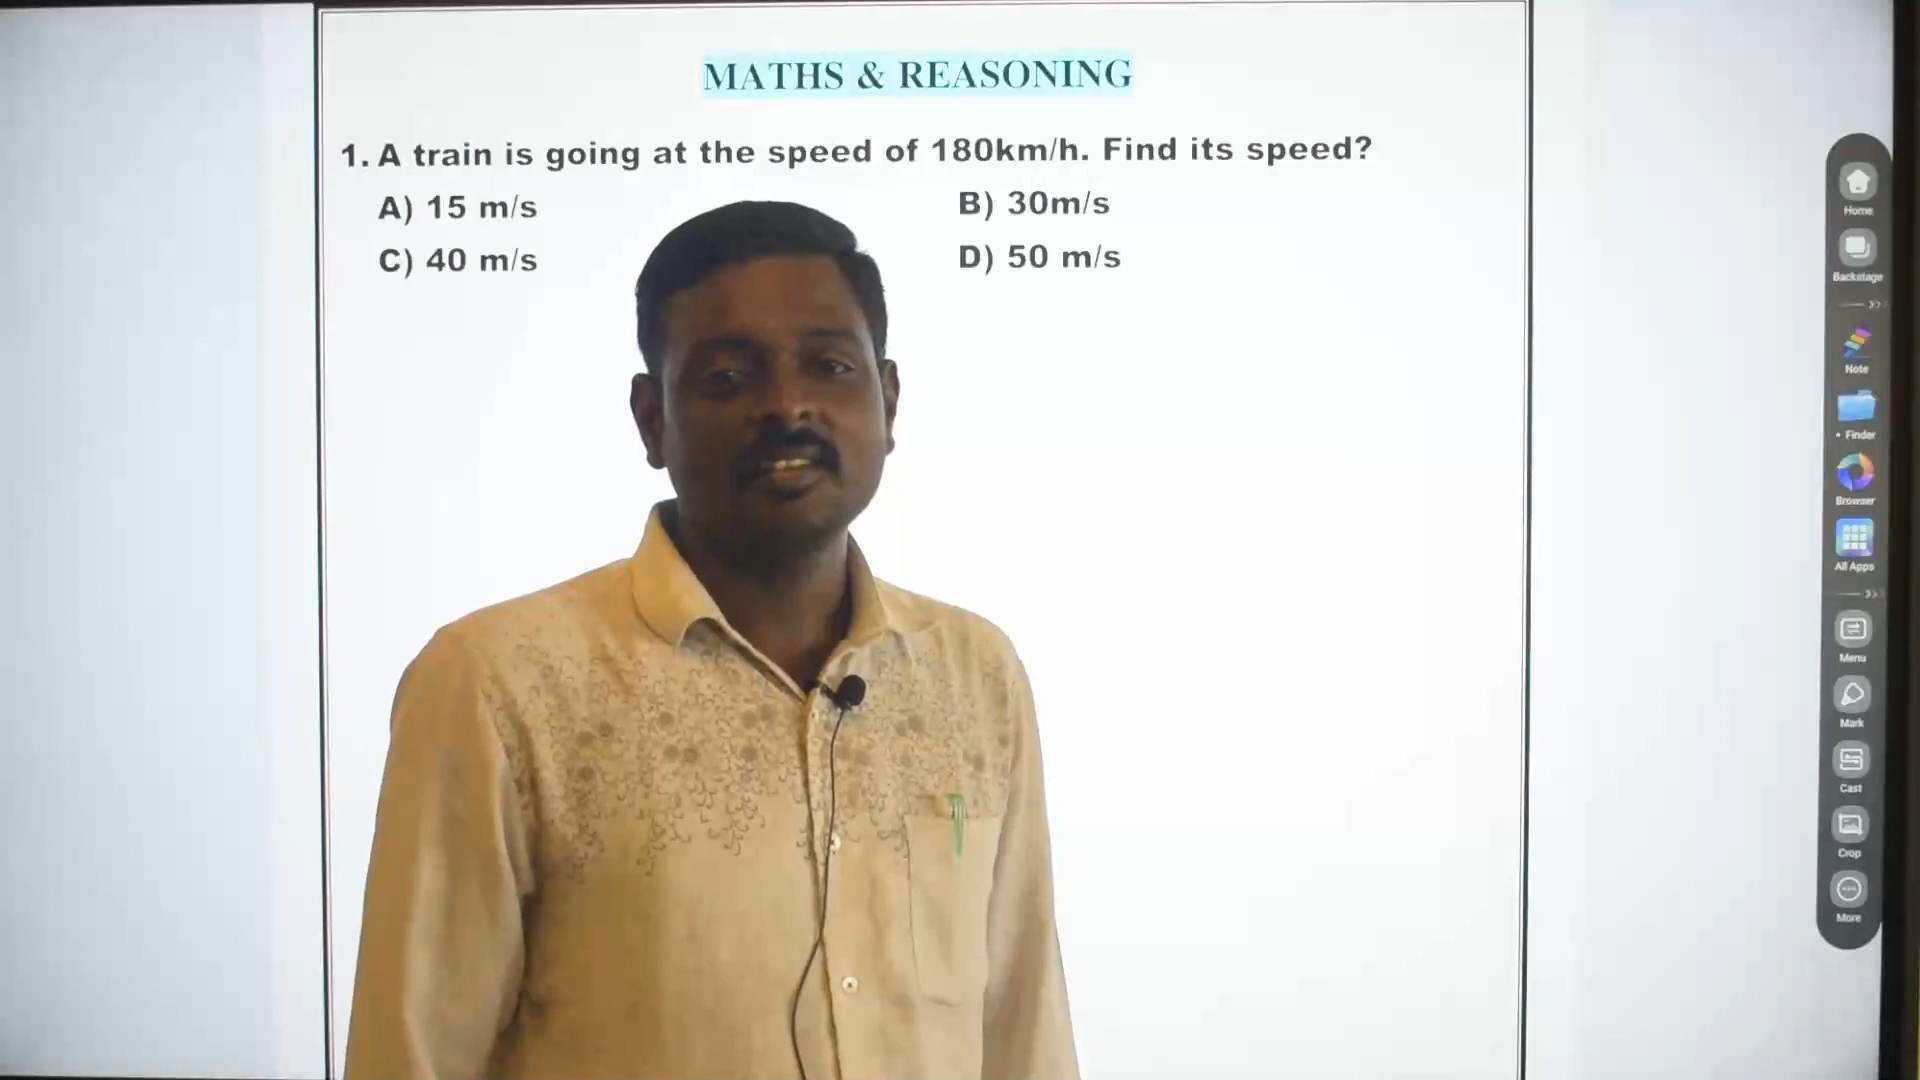 MATHS & REASONING
1. A train is going at the speed of 180km/h. Find its speed?
A) 15 m/s
B) 30m/s
C) 40 m/s
D) 50 m/s
Home
Backstage
Note
• Finder
Browser
All Apps
Menu
Mark
Cast
Crop
More